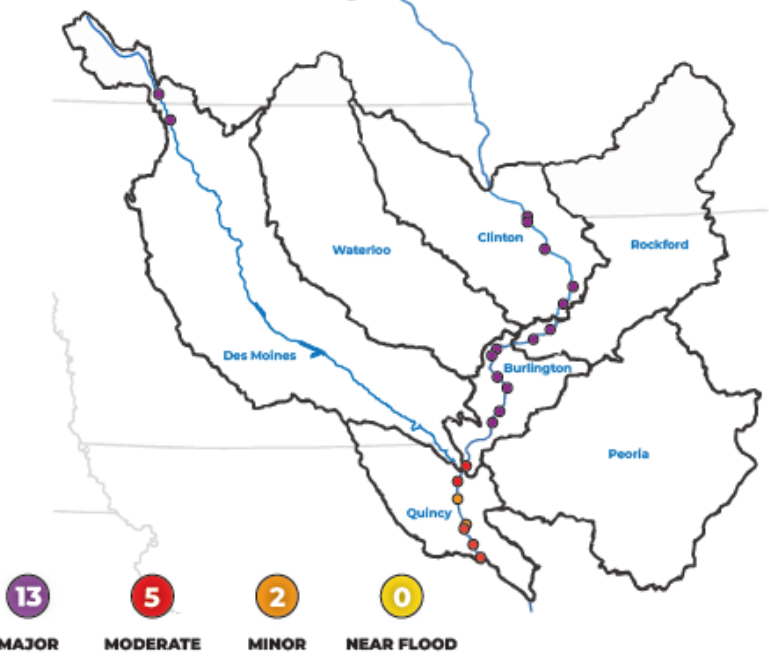 Clinton
Waterloo
Rockford
Des Moines
Burlington
Peoria
Quincy
13 5 2 0
MAJOR MODERATE MINOR NEAR FLOOD